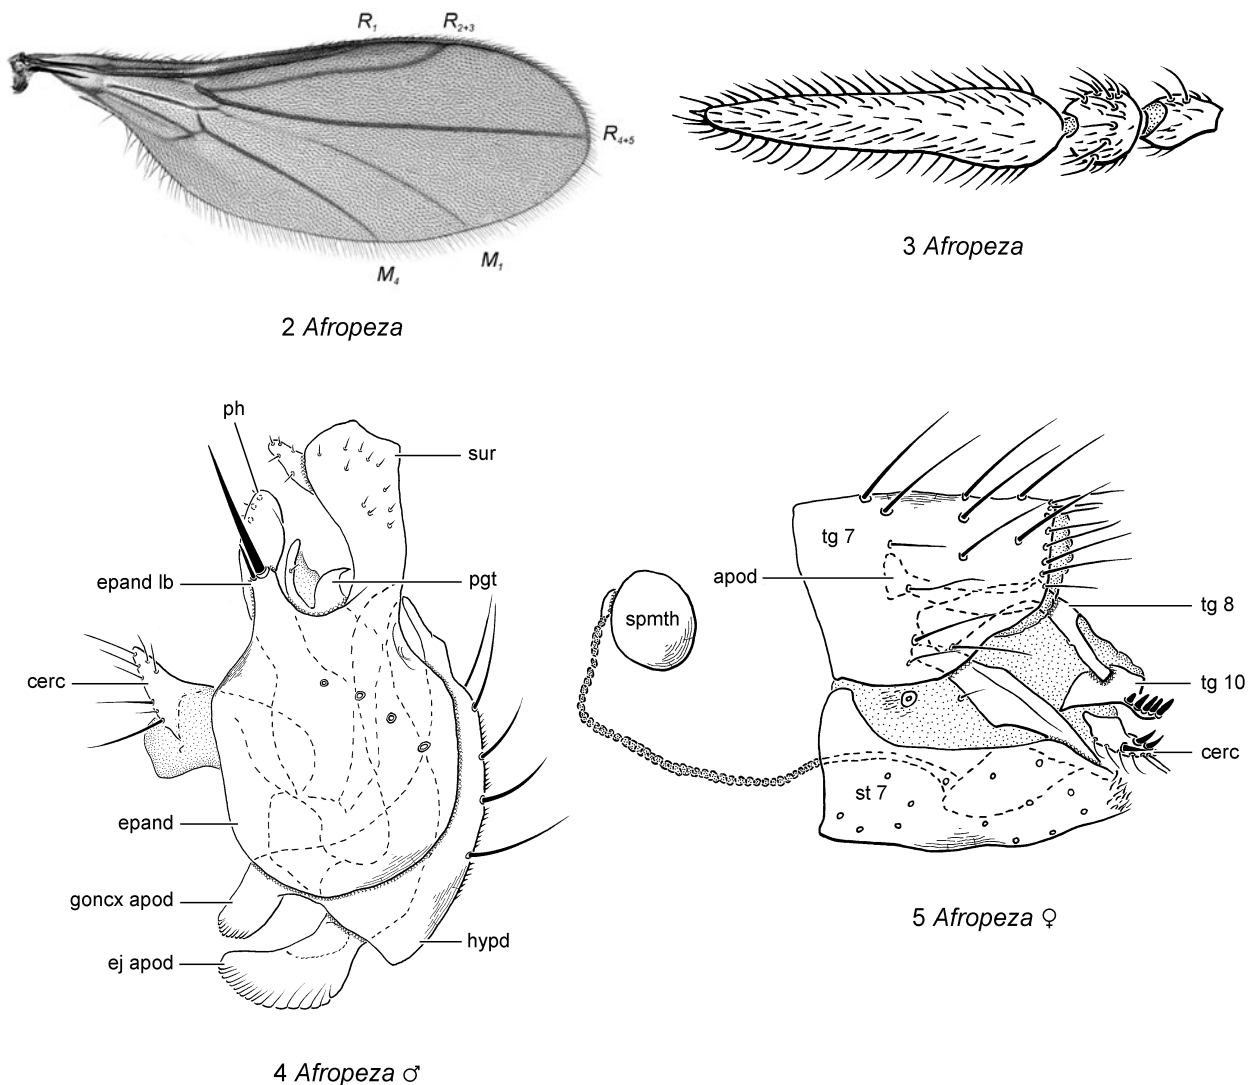 R1 R2+3
R4+5
M1
M4
2 Afropeza
3 Afropeza
ph
sur
epand lb
pgt
cerc
epand
goncx apod
ej apod
hypd
4 Afropeza ♂
tg 7
apod
spmth
tg 8
tg 10
cerc
st 7
5 Afropeza ♀